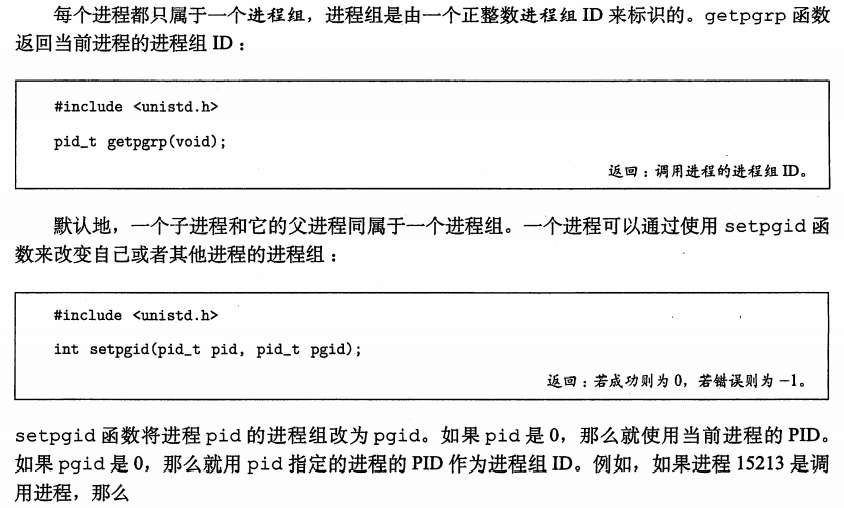 每个进程都只属于一个进程组，进程组是由一个正整数进程组 ID 来标识的。getpgrp 函数
返回当前进程的进程组 ID：
#include <unistd.h>
pid_t getpgrp(void);
返回：调用进程的进程组 ID。
默认地，一个子进程和它的父进程同属于一个进程组。一个进程可以通过使用 setpgid 函
数来改变自己或者其他进程的进程组：
#include <unistd.h>
int setpgid(pid_t pid, pid_t pgid);
返回：若成功则为 0，若错误则为 -1。
setpgid 函数将进程 pid 的进程组改为 pgid。如果 pid 是 0，那么就使用当前进程的 PID。
如果 pgid 是 0，那么就用 pid 指定的进程的 PID 作为进程组 ID。例如，如果进程 15213 是调
用进程，那么